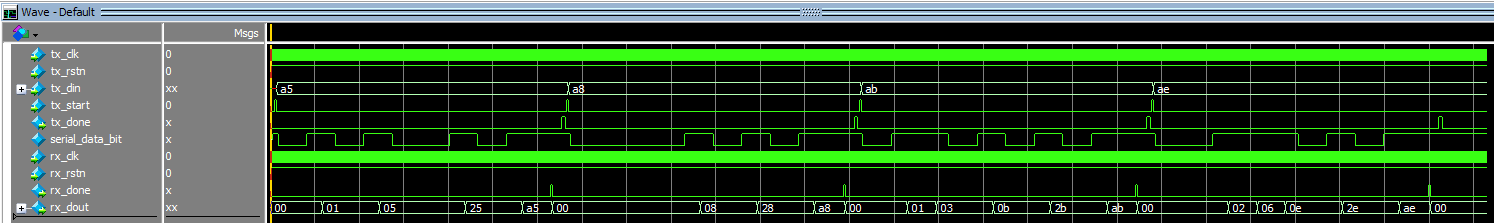 Wave - Default
Msgs
tx_clk 0
tx_rstn 0
tx_din xx a5 a8 ab ae
tx_start 0
tx_done x
serial_data_bit x
rx_clk 0
rx_rstn 0
rx_done x
rx_dout xx 00 01 05 25 a5 00 08 28 a8 00 01 03 0b 2b ab 00 02 06 0e 2e ae 00